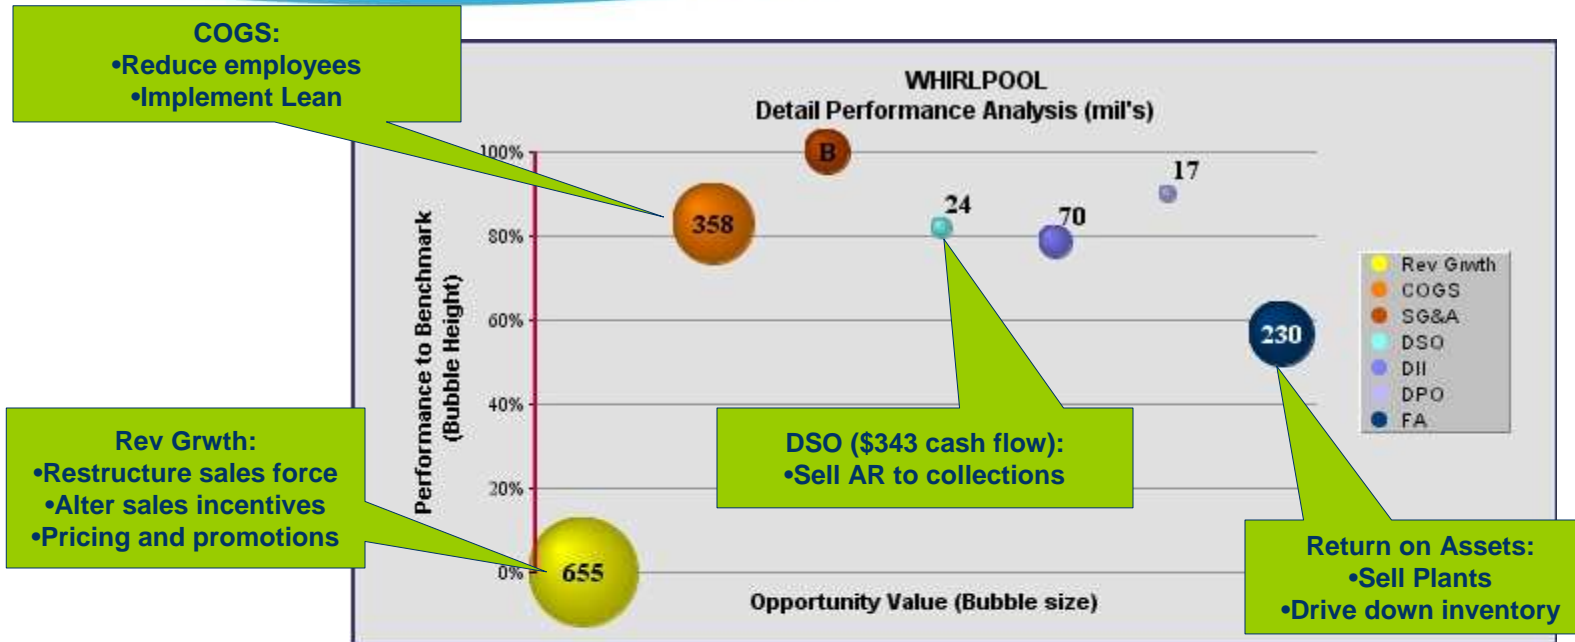 COGS:
•Reduce employees
•Implement Lean
WHIRLPOOL
Detail Performance Analysis (mil's)
Performance to Benchmark
(Bubble Height)
100%
80%
60%
40%
20%
0%
B
358
24
70
17
230
655
Rev Grwth
COGS
SG&A
DSO
DII
DPO
FA
Rev Grwth:
•Restructure sales force
•Alter sales incentives
•Pricing and promotions
DSO ($343 cash flow):
•Sell AR to collections
Return on Assets:
•Sell Plants
•Drive down inventory
Opportunity Value (Bubble size)